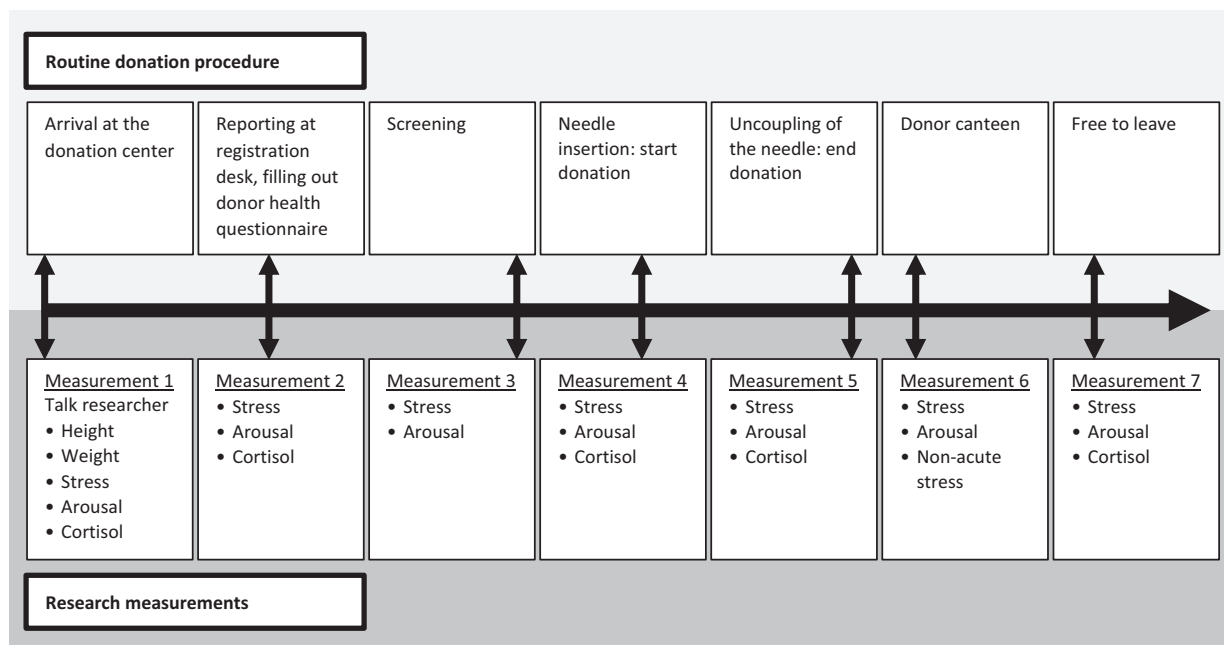 Routine donation procedure
Arrival at the
donation center
Reporting at
registration
desk, filling out
donor health
questionnaire
Screening
Needle
insertion: start
donation
Uncoupling of
the needle: end
donation
Donor canteen
Free to leave
Measurement 1
Talk researcher
• Height
• Weight
• Stress
• Arousal
• Cortisol
Measurement 2
• Stress
• Arousal
• Cortisol
Measurement 3
• Stress
• Arousal
Measurement 4
• Stress
• Arousal
• Cortisol
Measurement 5
• Stress
• Arousal
• Cortisol
Measurement 6
• Stress
• Arousal
• Non-acute
stress
Measurement 7
• Stress
• Arousal
• Cortisol
Research measurements